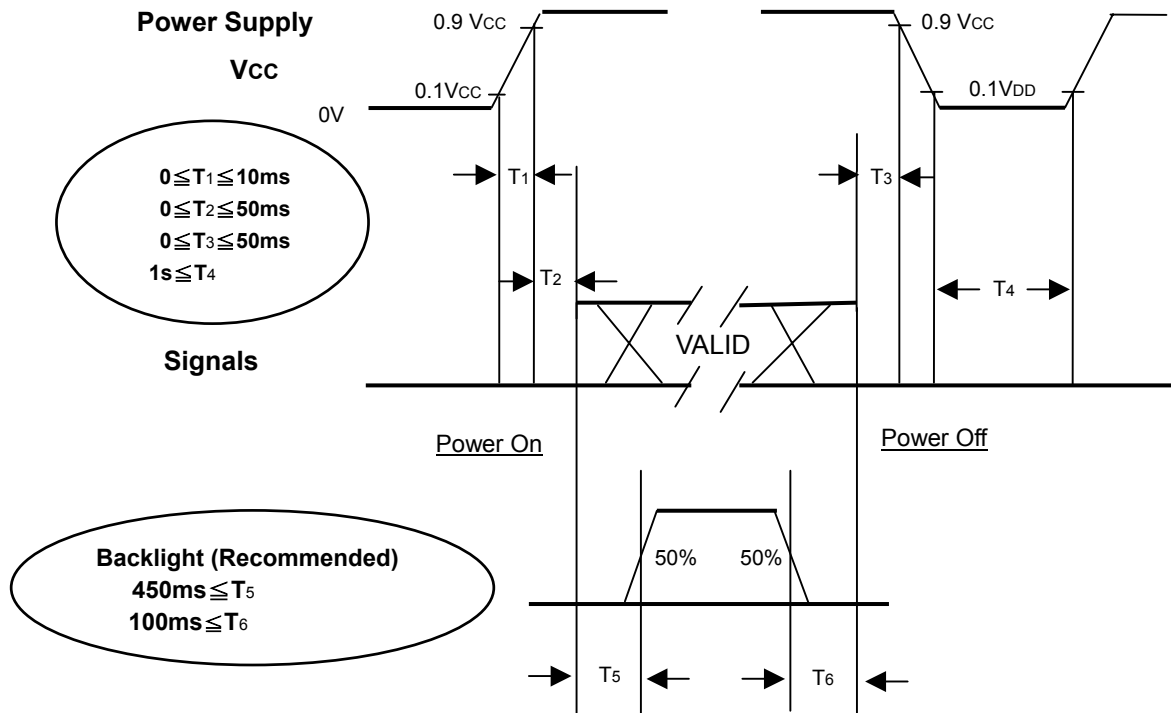 Power Supply
VCC
0.9 VCC
0.9 VCC
0.1VCC
0.1VDD
0V
0≦T1≦10ms
0≦T2≦50ms
0≦T3≦50ms
1s≦T4
T1
T3
T2
T4
VALID
Signals
Power On
Power Off
Backlight (Recommended)
450ms≦T5
100ms≦T6
50%
50%
T5
T6